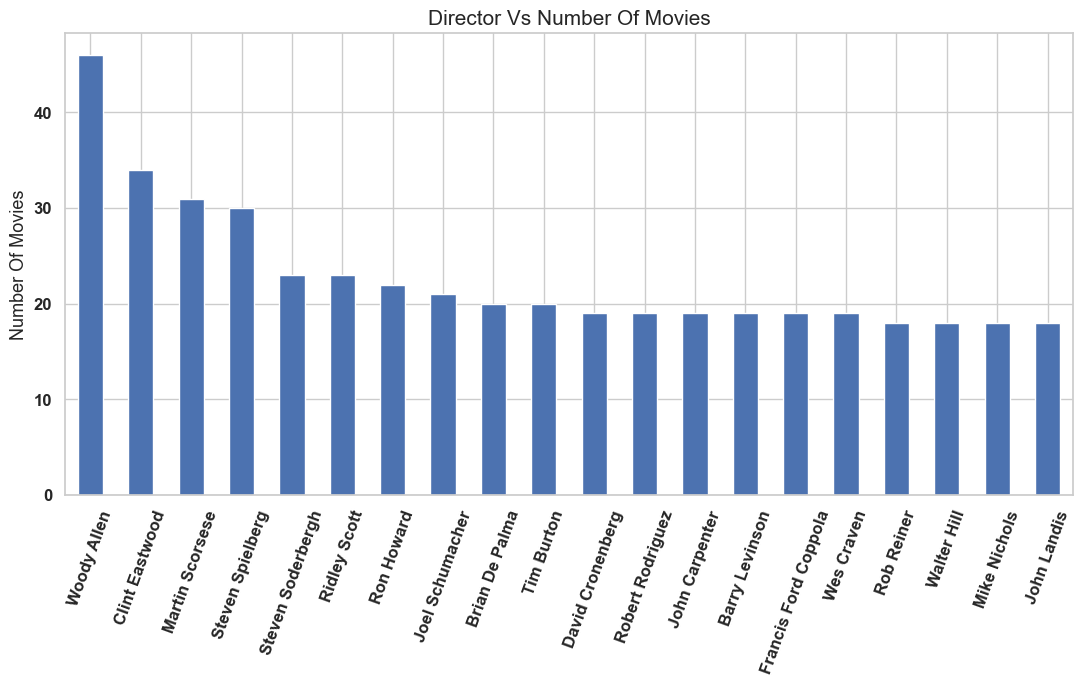 Director Vs Number Of Movies
Number Of Movies
40
30
20
10
0
Woody Allen
Clint Eastwood
Martin Scorsese
Steven Spielberg
Steven Soderbergh
Ridley Scott
Ron Howard
Joel Schumacher
Brian De Palma
Tim Burton
David Cronenberg
Robert Rodriguez
John Carpenter
Barry Levinson
Francis Ford Coppola
Wes Craven
Rob Reiner
Walter Hill
Mike Nichols
John Landis